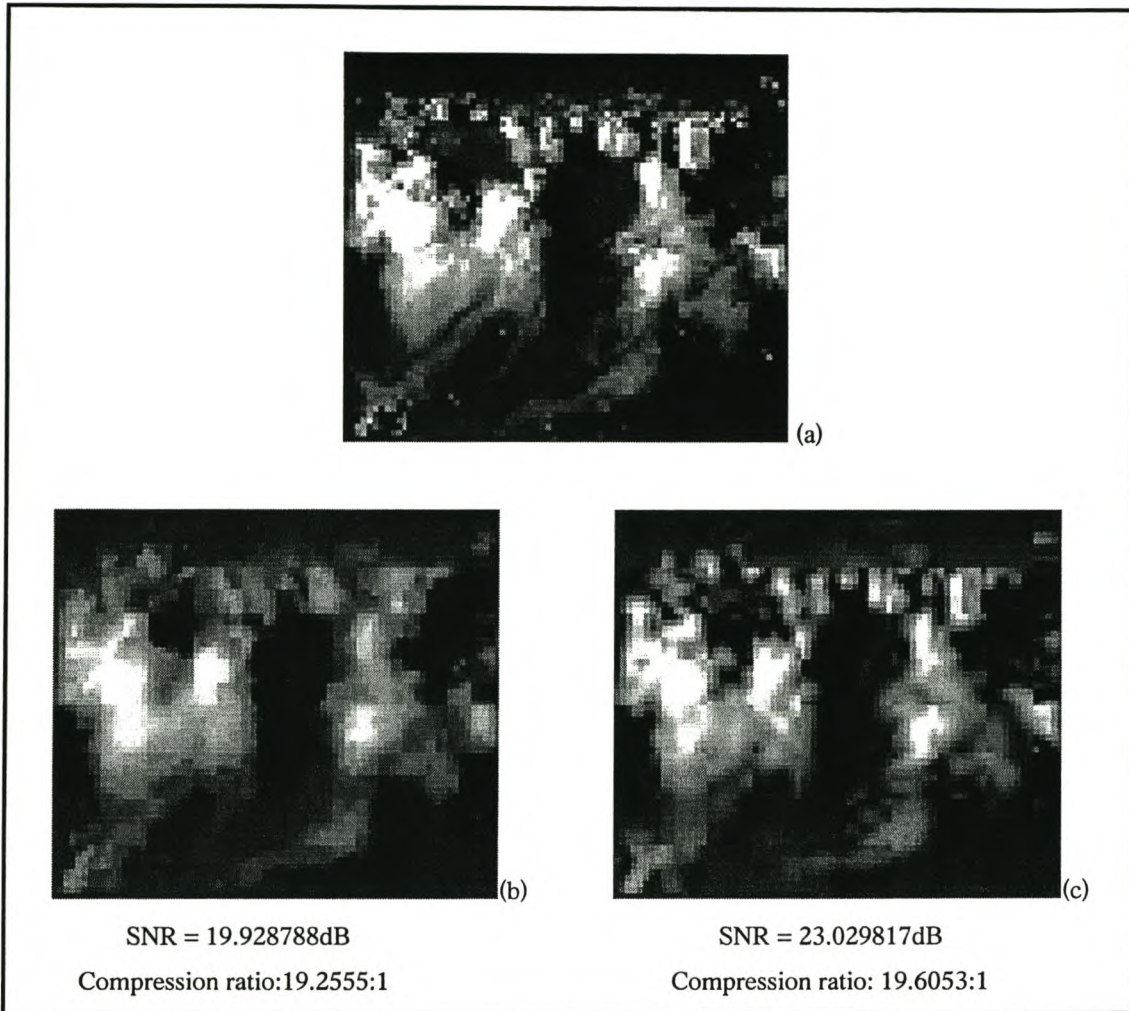 (a)
(b)
(c)
SNR = 19.928788dB
SNR = 23.029817dB
Compression ratio:19.2555:1
Compression ratio: 19.6053:1